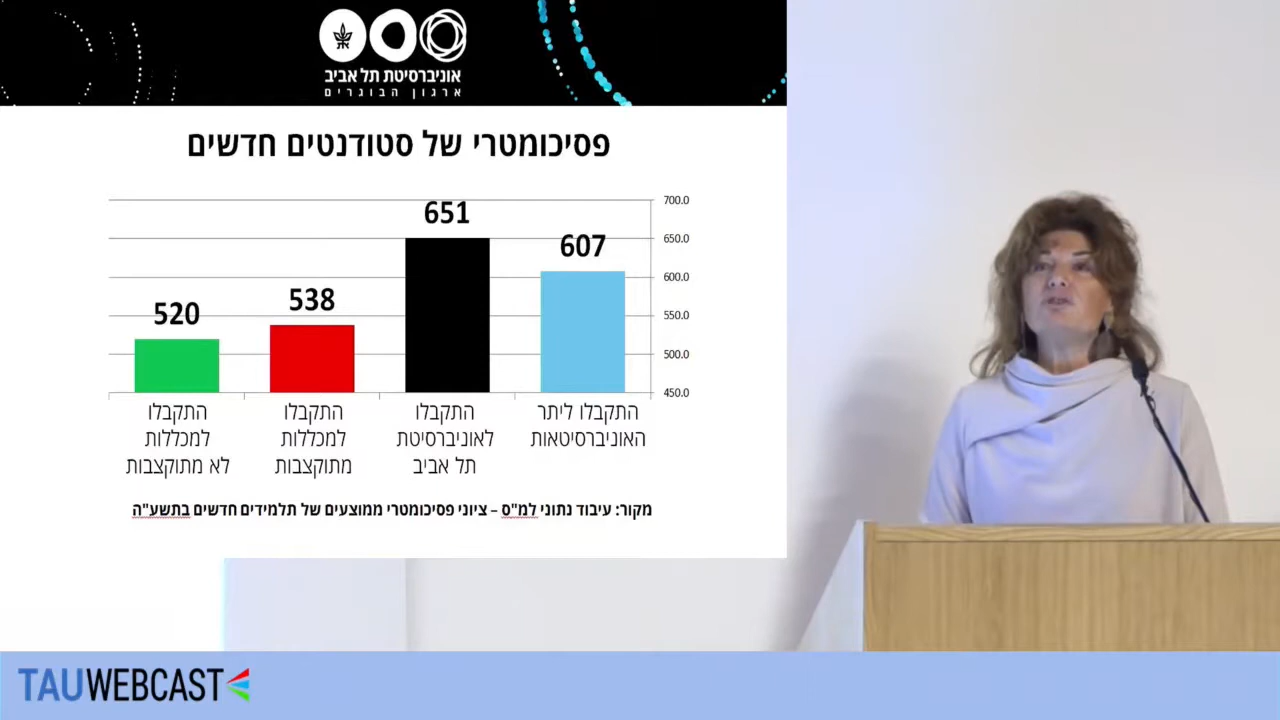 אוניברסיטת תל אביב
ארגון הבוגרים
פסיכומטרי של סטודנטים חדשים
700.0
650.0
600.0
550.0
500.0
450.0
607
651
538
520
התקבלו ליתר
האוניברסיטאות
התקבלו
לאוניברסיטת
תל אביב
התקבלו
למכללות
מתוקצבות
התקבלו
למכללות
לא מתוקצבות
מקור: עיבוד נתוני למ"ס – ציוני פסיכומטרי ממוצעים של תלמידים חדשים בתשע"ה
TAUWEBCAST